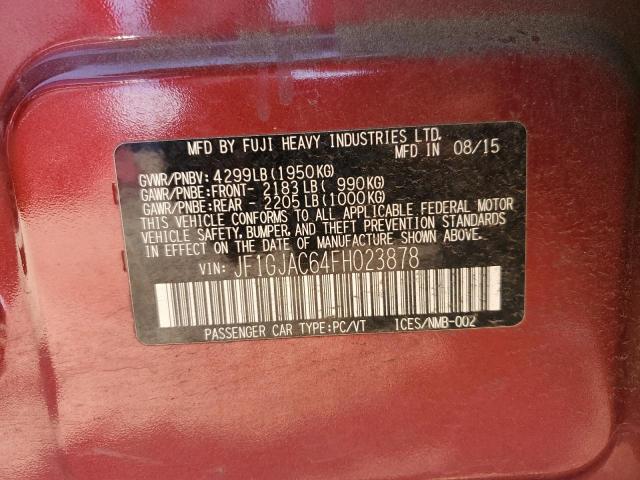 MFD BY FUJI HEAVY INDUSTRIES LTD.
MFD IN 08/15
GVWR/PNBV: 4299LB(1950KG)
GAWR/PNBE:FRONT- 2183LB( 990KG)
GAWR/PNBE:REAR - 2205LB(1000KG)
THIS VEHICLE CONFORMS TO ALL APPLICABLE FEDERAL MOTOR
VEHICLE SAFETY, BUMPER, AND THEFT PREVENTION STANDARDS
IN EFFECT ON THE DATE OF MANUFACTURE SHOWN ABOVE.
VIN: JF1GJAC64FH023878
PASSENGER CAR TYPE:PC/VT ICES/NMB-002